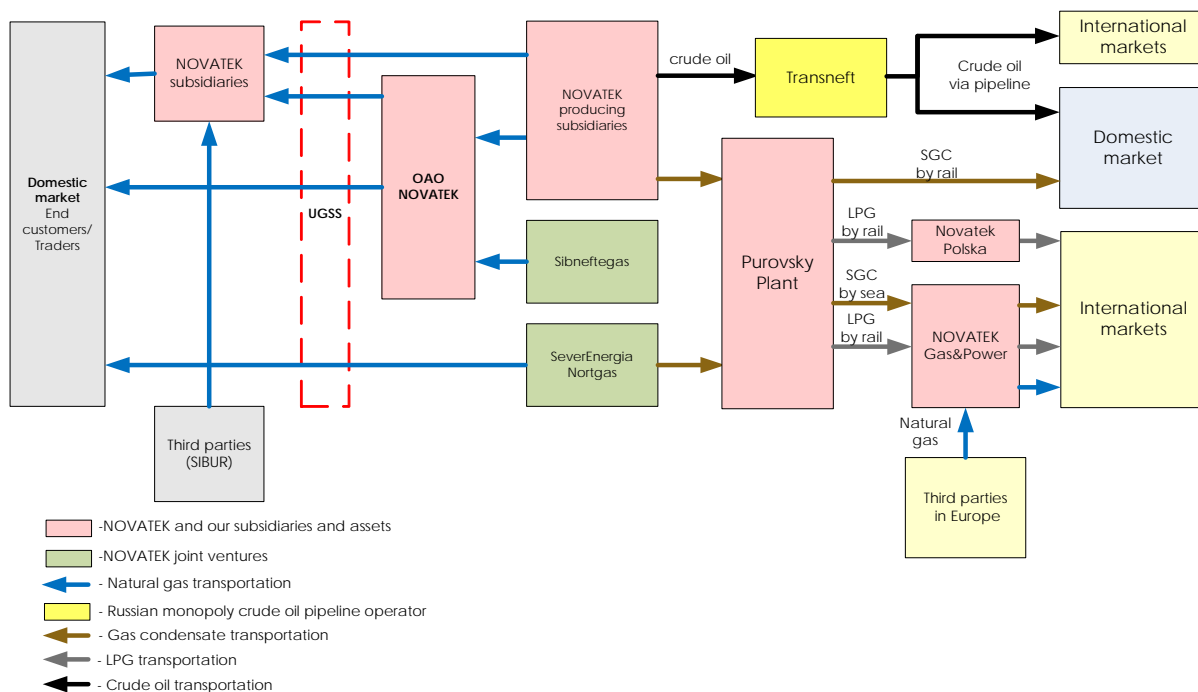 NOVATEK
subsidiaries
NOVATEK
producing
subsidiaries
crude oil
Transneft
International
markets
Crude oil
via pipeline
Domestic
market
OAO
NOVATEK
Domestic
market
End
customers/
Traders
UGSS
SGC
by rail
LPG
by rail
Novatek
Polska
Sibneftegas
Purovsky
Plant
SGC
by sea
International
markets
LPG
by rail
NOVATEK
Gas&Power
SeverEnergia
Nortgas
Natural
gas
Third parties
(SIBUR)
Third parties
in Europe
-NOVATEK and our subsidiaries and assets
-NOVATEK joint ventures
- Natural gas transportation
- Russian monopoly crude oil pipeline operator
- Gas condensate transportation
- LPG transportation
- Crude oil transportation